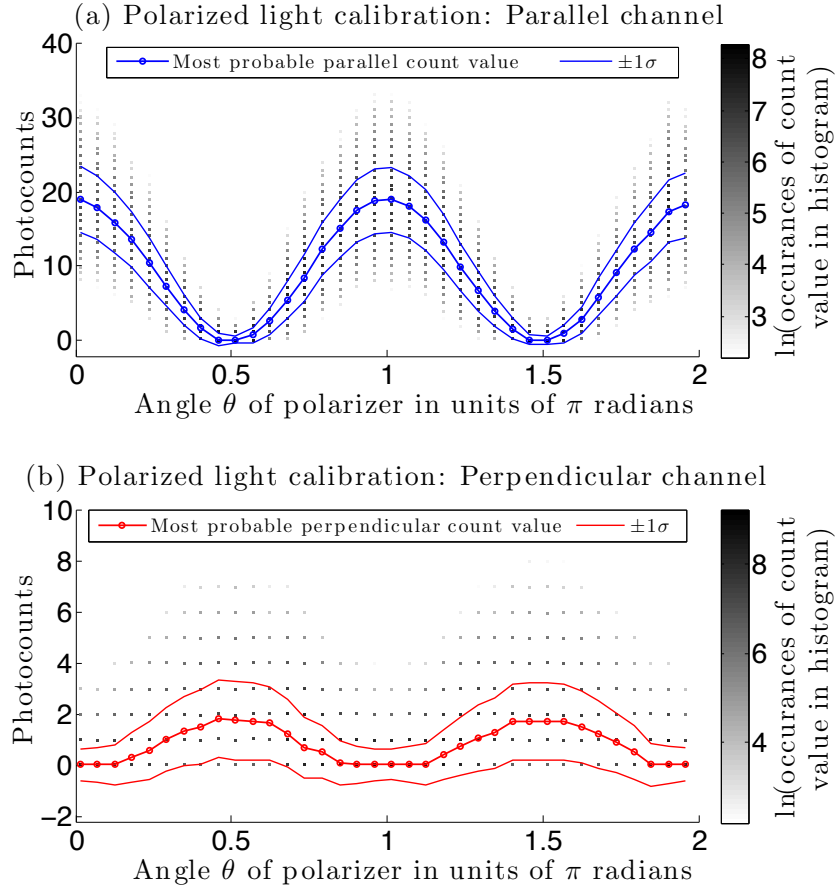 (a) Polarized light calibration: Parallel channel
Most probable parallel count value
±1σ
40
30
20
10
0
Photocounts
0
0.5
1
1.5
2
Angle θ of polarizer in units of π radians
8
7
6
5
4
3
ln(occurances of count
value in histogram)
(b) Polarized light calibration: Perpendicular channel
Most probable perpendicular count value
±1σ
10
8
6
4
2
0
−2
Photocounts
0
0.5
1
1.5
2
Angle θ of polarizer in units of π radians
8
6
4
ln(occurances of count
value in histogram)